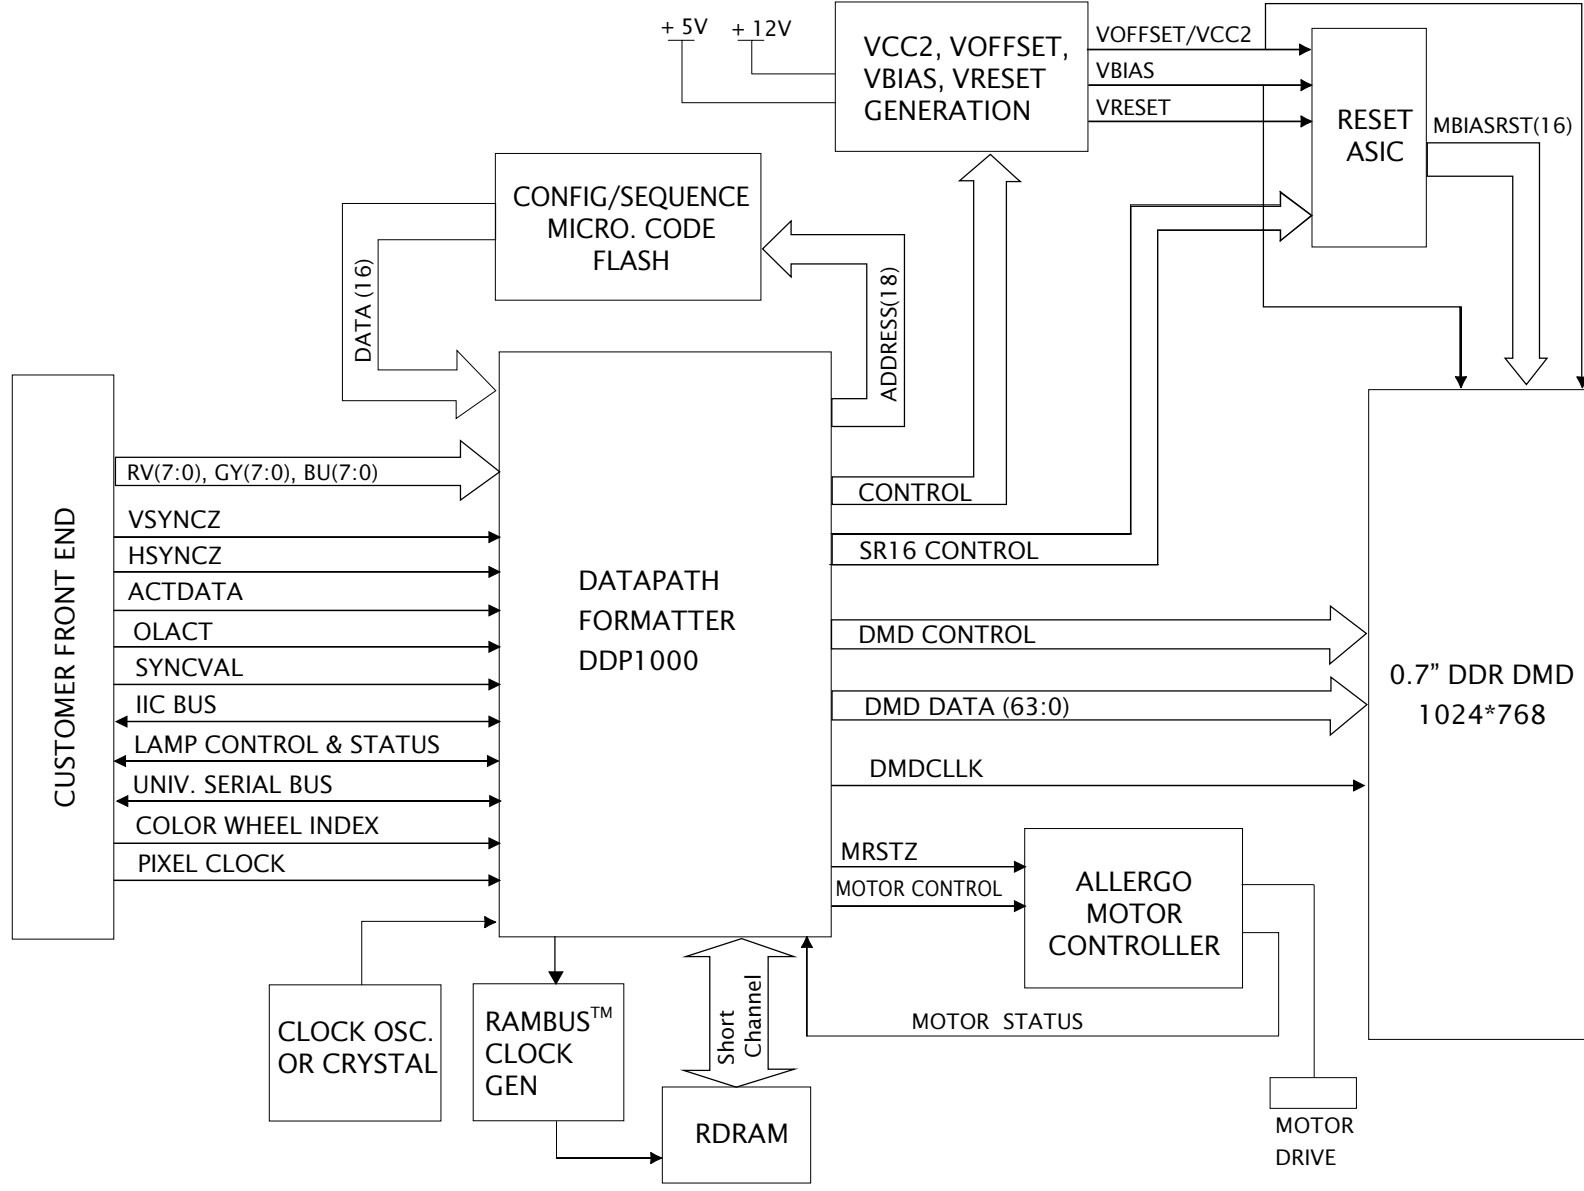 + 5V
+ 12V
VCC2, VOFFSET,
VBIAS, VRESET
GENERATION
VOFFSET/VCC2
VBIAS
VRESET
RESET
ASIC
MBIASRST(16)
CONFIG/SEQUENCE
MICRO. CODE
FLASH
DATA (16)
ADDRESS(18)
CUSTOMER FRONT END
RV(7:0), GY(7:0), BU(7:0)
VSYNCZ
HSYNCZ
ACTDATA
OLACT
SYNCVAL
IIC BUS
LAMP CONTROL & STATUS
UNIV. SERIAL BUS
COLOR WHEEL INDEX
PIXEL CLOCK
DATAPATH
FORMATTER
DDP1000
CONTROL
SR16 CONTROL
DMD CONTROL
DMD DATA (63:0)
DMDCLLK
MRSTZ
MOTOR CONTROL
0.7” DDR DMD
1024*768
ALLERGO
MOTOR
CONTROLLER
MOTOR STATUS
CLOCK OSC.
OR CRYSTAL
RAMBUS™
CLOCK
GEN
Short
Channel
RDRAM
MOTOR
DRIVE